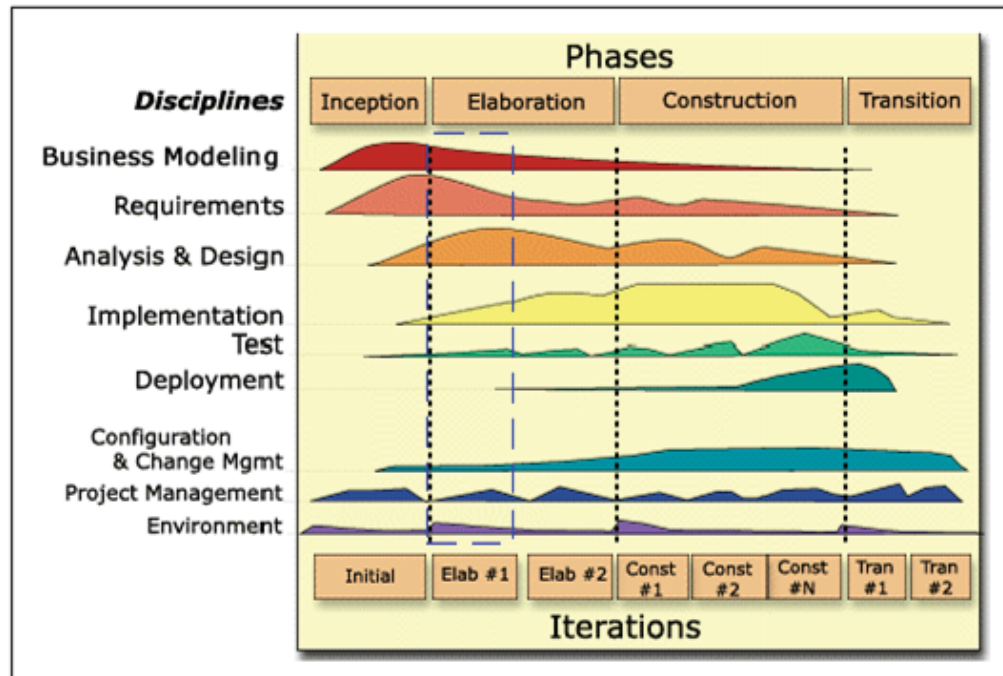 Phases
Disciplines
Inception
Elaboration
Construction
Transition
Business Modeling
Requirements
Analysis & Design
Implementation
Test
Deployment
Configuration
& Change Mgmt
Project Management
Environment
Initial
Elab #1
Elab #2
Const
#1
Const
#2
Const
#N
Tran
#1
Tran
#2
Iterations